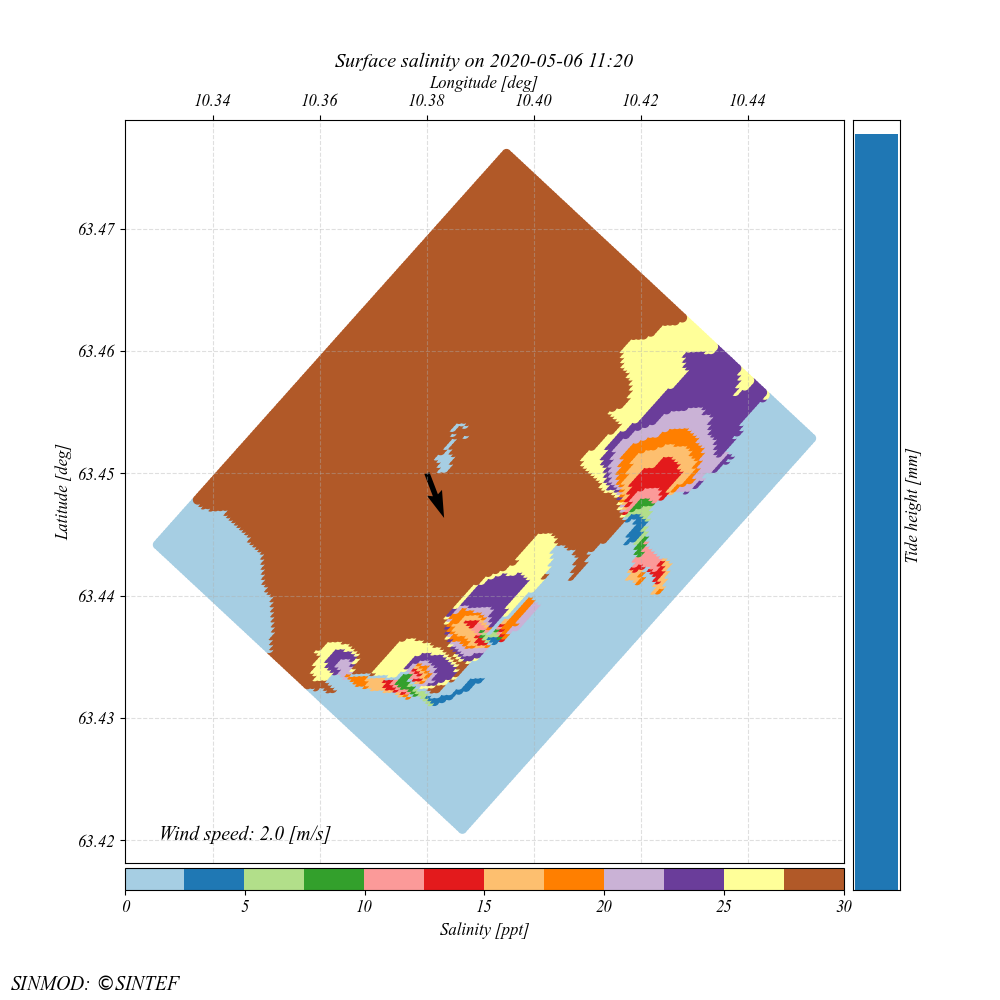 Surface salinity on 2020-05-06 11:20
Longitude [deg]
10.34 10.36 10.38 10.40 10.42 10.44
63.47
63.46
63.45
63.44
63.43
63.42
Latitude [deg]
Tide height [mm]
Wind speed: 2.0 [m/s]
0 5 10 15 20 25 30
Salinity [ppt]
SINMOD: ©SINTEF